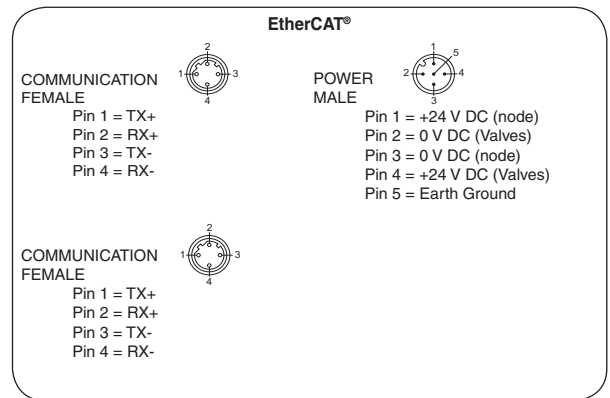 EtherCAT®
COMMUNICATION
FEMALE
2
1
3
4
Pin 1 = TX+
Pin 2 = RX+
Pin 3 = TX-
Pin 4 = RX-
POWER
MALE
1
5
2
4
3
Pin 1 = +24 V DC (node)
Pin 2 = 0 V DC (Valves)
Pin 3 = 0 V DC (node)
Pin 4 = +24 V DC (Valves)
Pin 5 = Earth Ground
COMMUNICATION
FEMALE
2
1
3
4
Pin 1 = TX+
Pin 2 = RX+
Pin 3 = TX-
Pin 4 = RX-